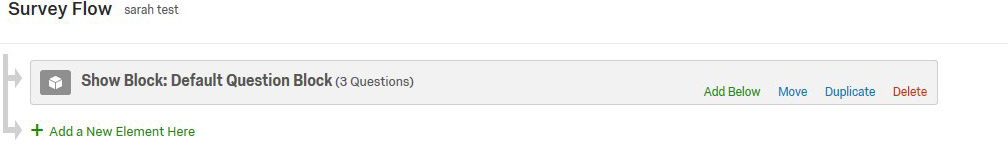 Survey Flow sarah test
Show Block: Default Question Block (3 Questions)
Add Below Move Duplicate Delete
+ Add a New Element Here